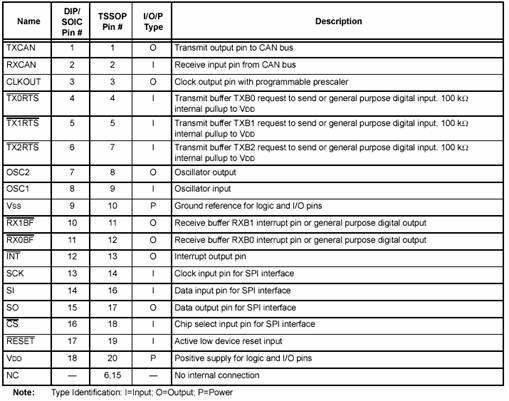 Name DIP/SOIC Pin # TSSOP Pin # I/O/P Type Description
TXCAN 1 1 O Transmit output pin to CAN bus
RXCAN 2 2 I Receive input pin from CAN bus
CLKOUT 3 3 O Clock output pin with programmable prescaler
TX0RTS 4 4 I Transmit buffer TXB0 request to send or general purpose digital input. 100 kΩ
internal pullup to VDD
TX1RTS 5 5 I Transmit buffer TXB1 request to send or general purpose digital input. 100 kΩ
internal pullup to VDD
TX2RTS 6 7 I Transmit buffer TXB2 request to send or general purpose digital input. 100 kΩ
internal pullup to VDD
OSC2 7 8 O Oscillator output
OSC1 8 9 I Oscillator input
VSS 9 10 P Ground reference for logic and I/O pins
RX1BF 10 11 O Receive buffer RXB1 interrupt pin or general purpose digital output
RX0BF 11 12 O Receive buffer RXB0 interrupt pin or general purpose digital output
INT 12 13 O Interrupt output pin
SCK 13 14 I Clock input pin for SPI interface
SI 14 16 I Data input pin for SPI interface
SO 15 17 O Data output pin for SPI interface
CS 16 18 I Chip select input pin for SPI interface
RESET 17 19 I Active low device reset input
VDD 18 20 P Positive supply for logic and I/O pins
NC — 6,15 — No internal connection
Note: Type Identification: I=Input; O=Output; P=Power